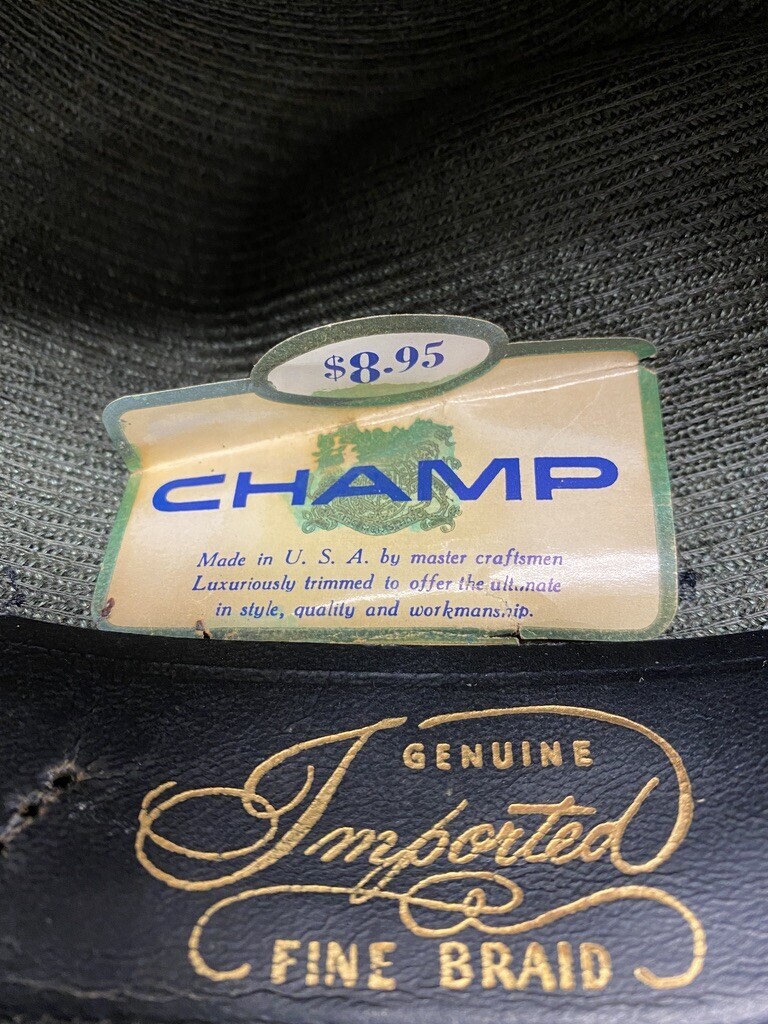 $8.95
CHAMP
Made in U. S. A. by master craftsmen
Luxuriously trimmed to offer the ultimate
in style, quality and workmanship.
GENUINE
Imported
FINE BRAID